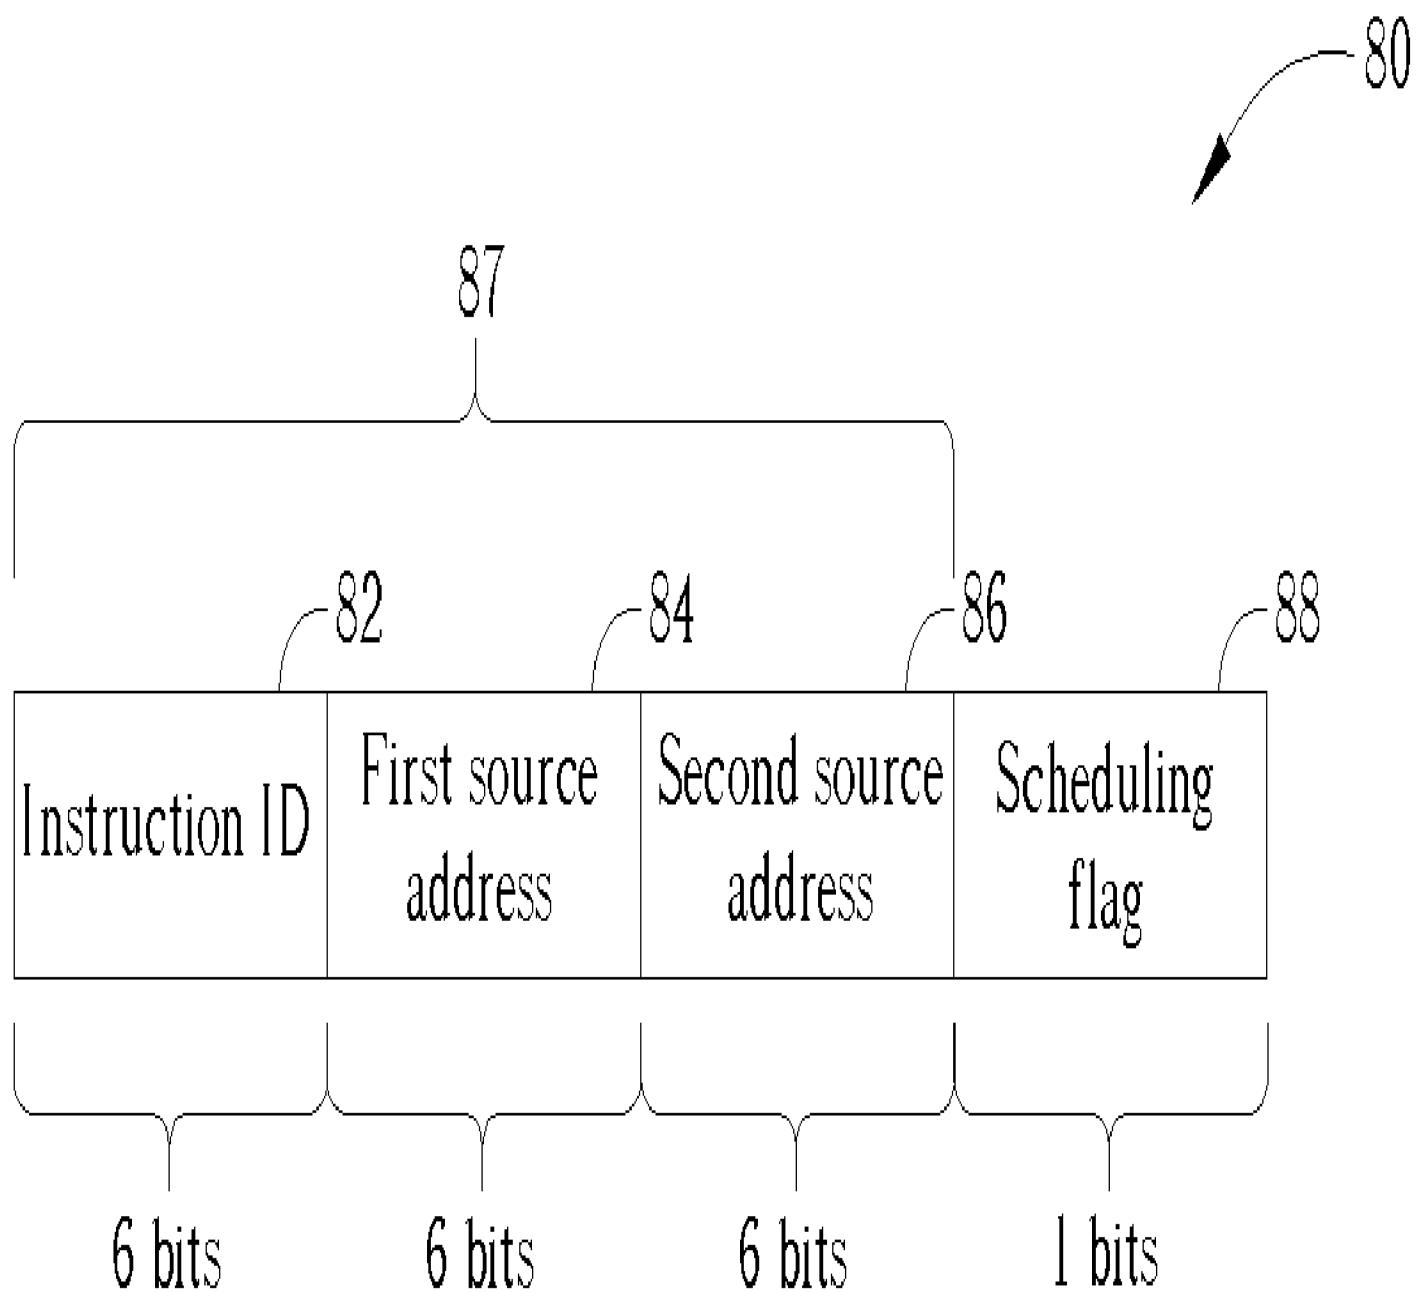 80
87
82
84
86
88
Instruction ID
First source
address
Second source
address
Scheduling
flag
6 bits
6 bits
6 bits
1 bits